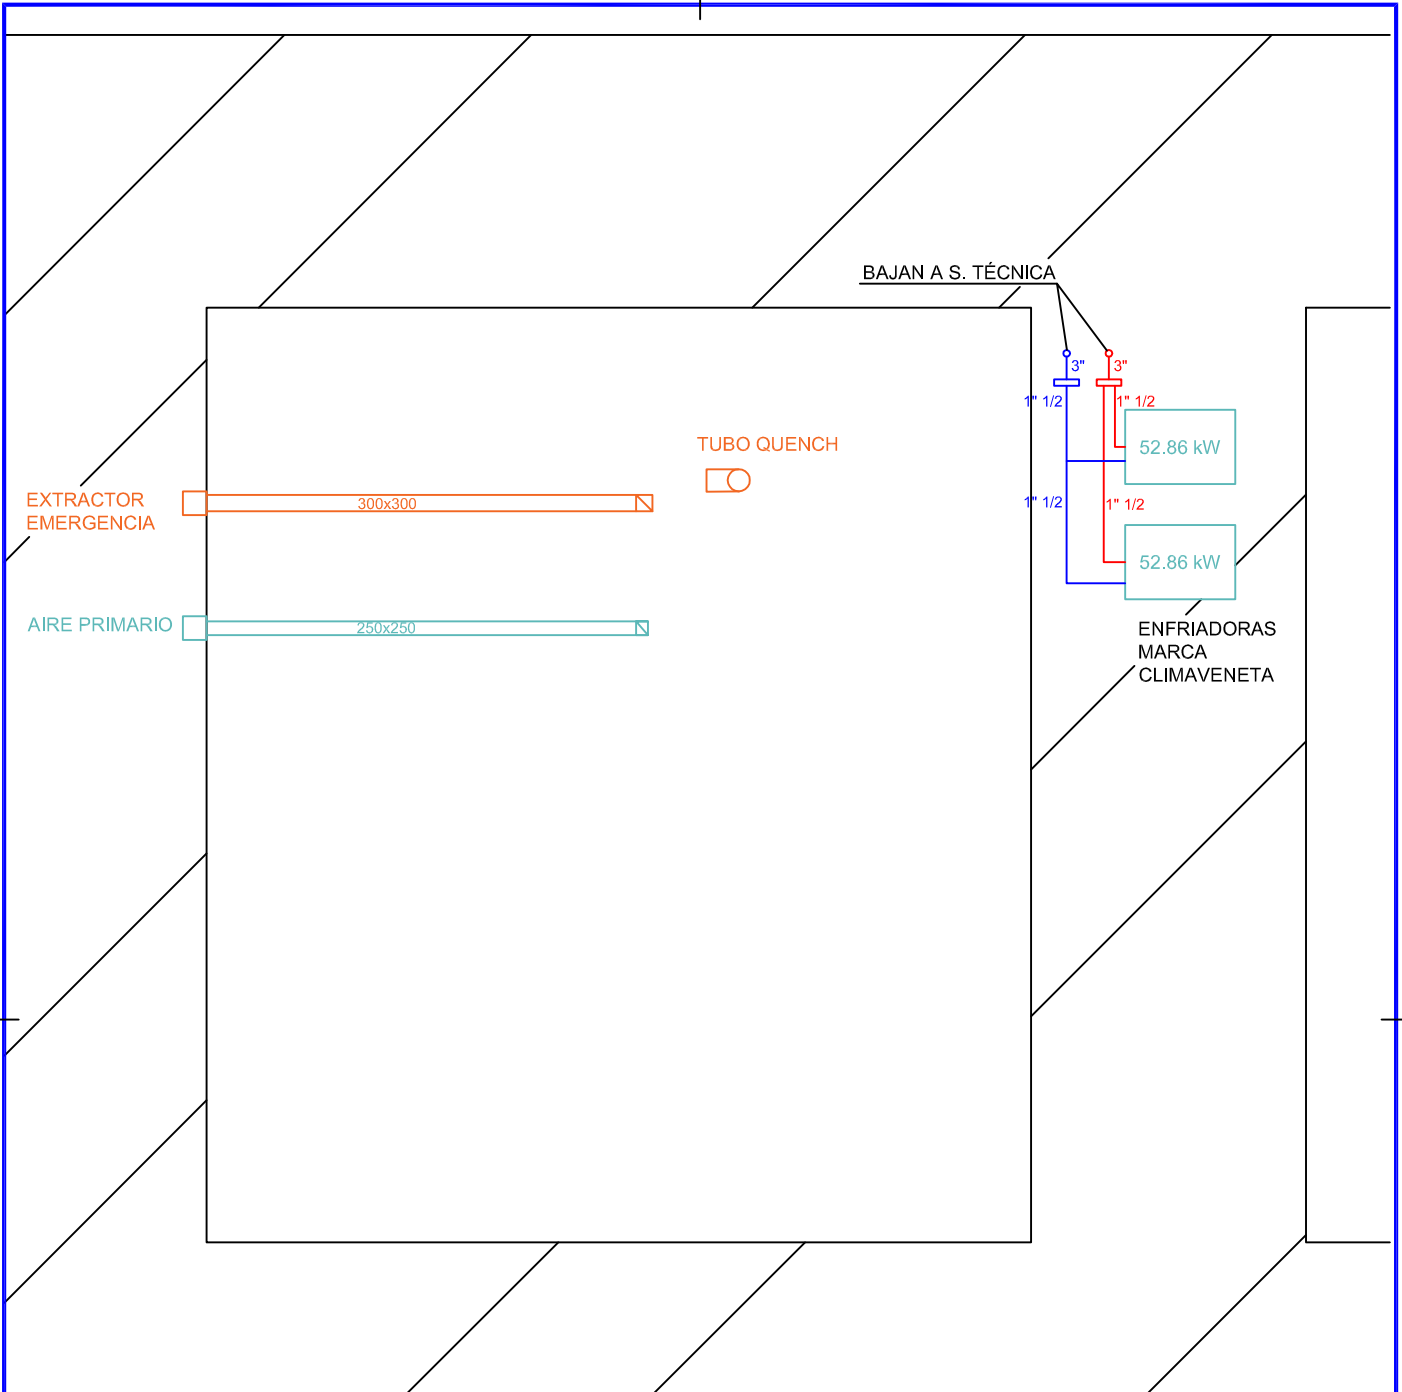 BAJAN A S. TÉCNICA
3"
3"
1" 1/2
1" 1/2
52.86 kW
TUBO QUENCH
EXTRACTOR
EMERGENCIA
300x300
1" 1/2
1" 1/2
52.86 kW
AIRE PRIMARIO
250x250
ENFRIADORAS
MARCA
CLIMAVENETA